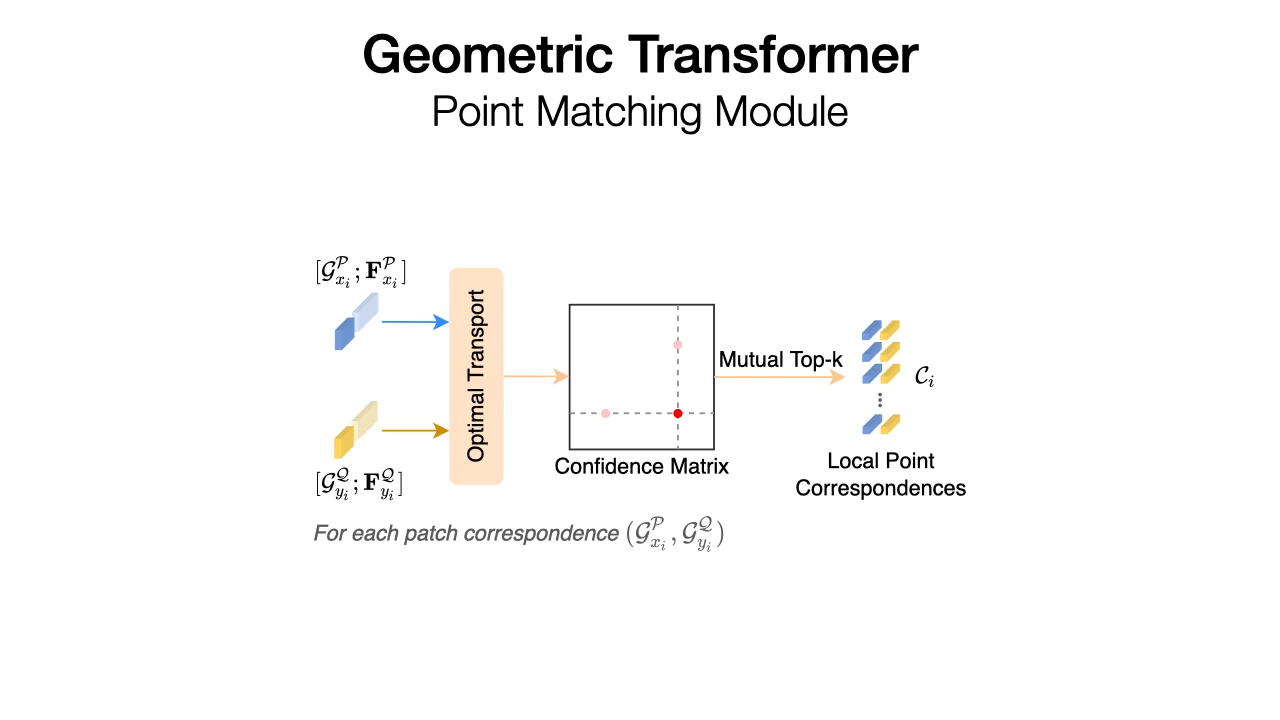 Geometric Transformer
Point Matching Module
[𝒢^𝒫_{x_i}; 𝐅^𝒫_{x_i}]
Optimal Transport
[𝒢^𝒬_{y_i}; 𝐅^𝒬_{y_i}]
Confidence Matrix
Mutual Top-k
𝒞_i
Local Point
Correspondences
For each patch correspondence (𝒢^𝒫_{x_i}, 𝒢^𝒬_{y_i})